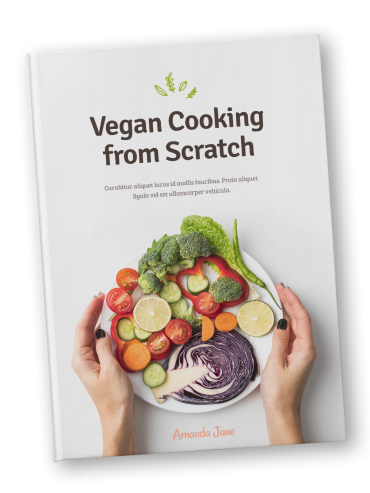 Vegan Cooking
from Scratch
Curabitur aliquet lacus id mollis faucibus. Proin aliquet
ligula vel est ullamcorper vehicula.
Amanda Jane